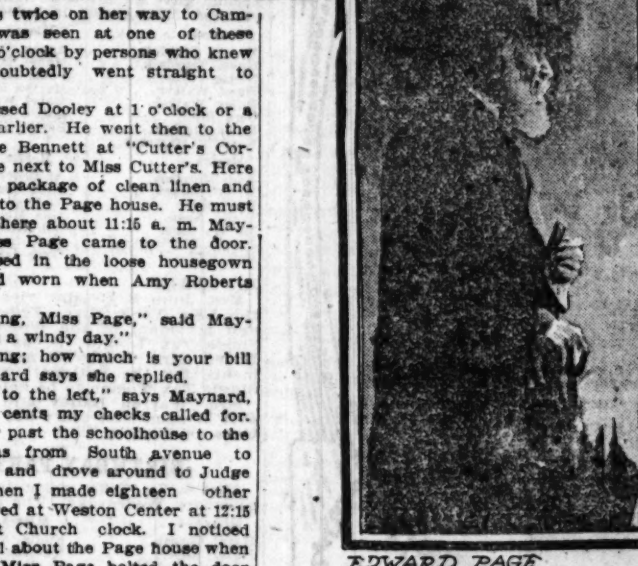 s twice on her way to Cam-
was seen at one of these
o'clock by persons who knew
oubtedly went straight to
sed Dooley at 1 o'clock or a
arlier. He went then to the
e Bennett at "Cutter's Cor-
e next to Miss Cutter's. Here
package of clean linen and
to the Page house. He must
here about 11:15 a. m. May-
ss Page came to the door.
sed in the loose housegown
d worn when Amy Roberts
ng, Miss Page," said May-
a windy day."
ng; how much is your bill
ard says she replied.
to the left," says Maynard,
cents my checks called for.
past the schoolhouse to the
as from South avenue to
and drove around to Judge
hen I made eighteen other
ed at Weston Center at 12:15
t Church clock. I noticed
l about the Page house when
Miss Page bolted the door
EDWARD PAGE